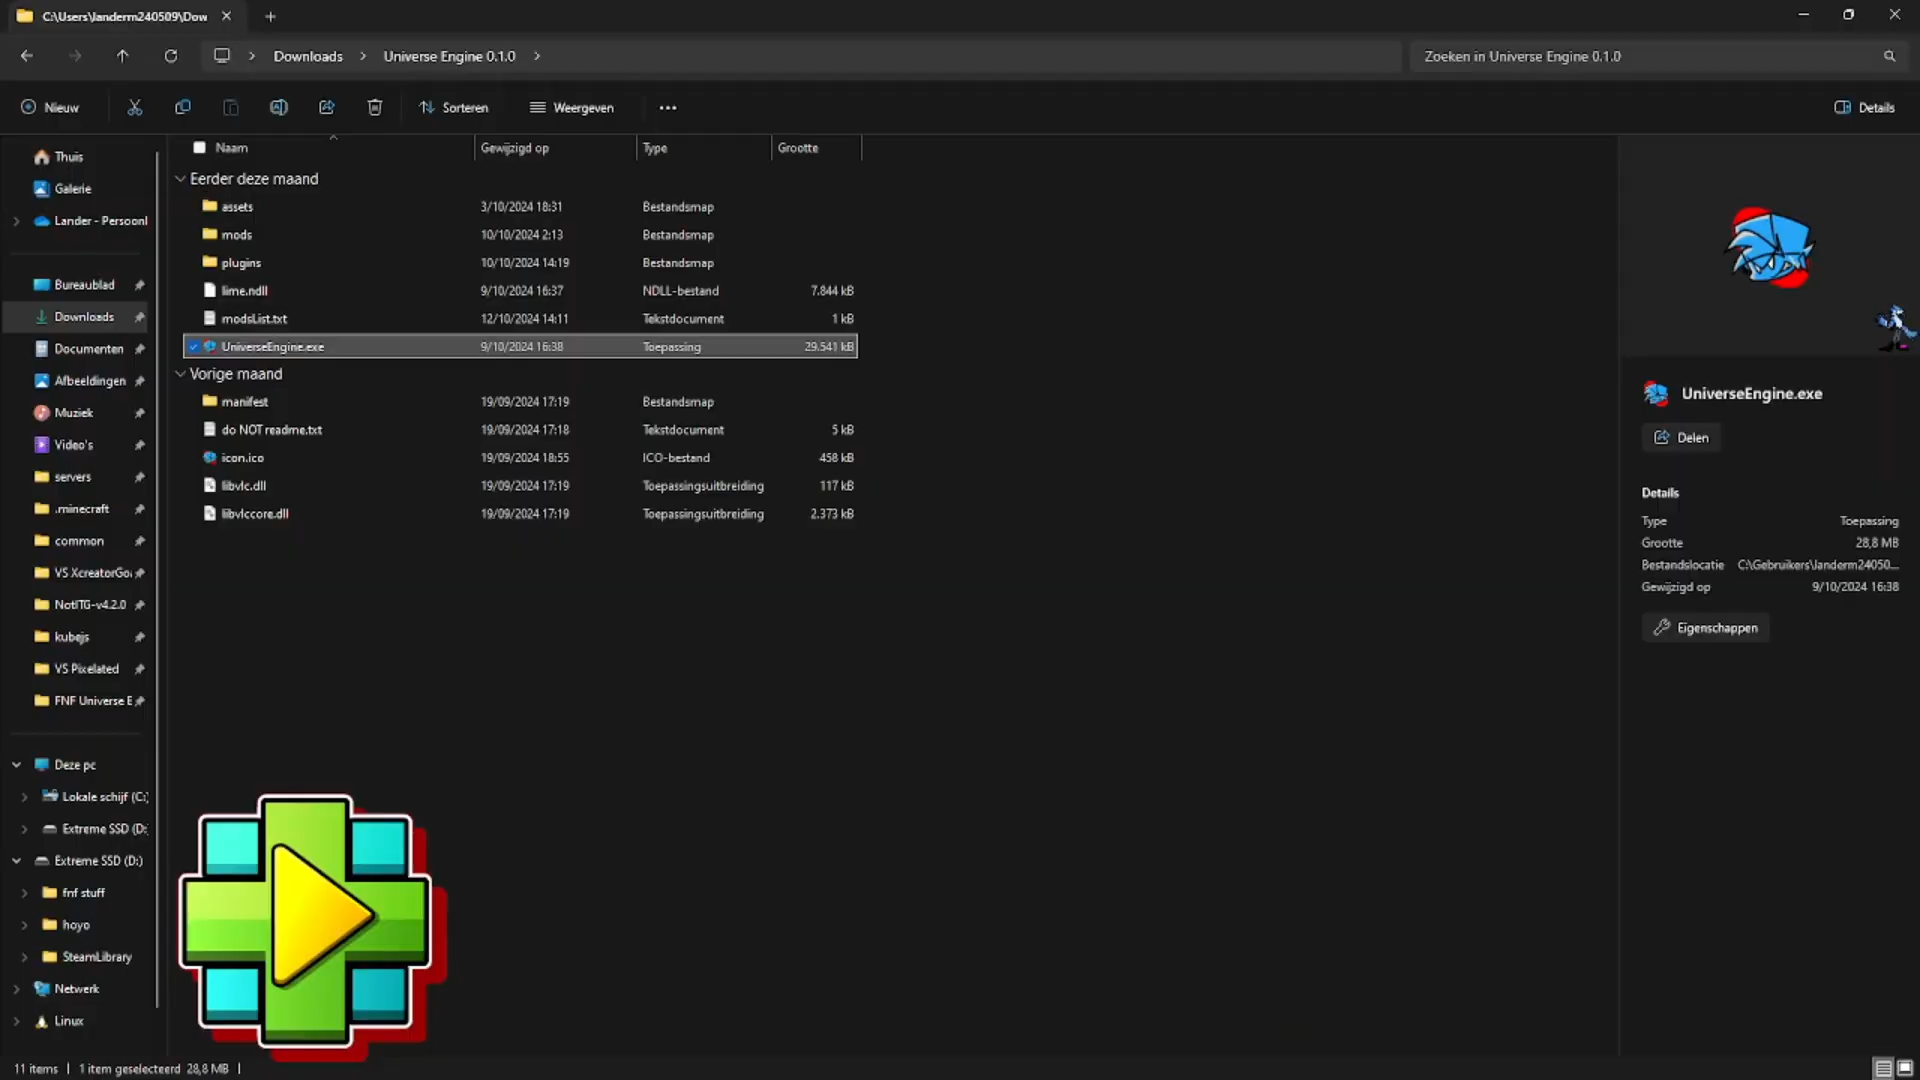 C:\Users\landerm240509\Dow
Downloads
Universe Engine 0.1.0
Zoeken in Universe Engine 0.1.0
Nieuw
Sorteren
Weergeven
Details
Thuis
Galerie
Lander - Persoonl
Bureaublad
Downloads
Documenten
Afbeeldingen
Muziek
Video's
servers
.minecraft
common
VS XcreatorGo
NotITG-v4.2.0
kubejs
VS Pixelated
FNF Universe E
Deze pc
Lokale schijf (C:)
Extreme SSD (D:
Extreme SSD (D:)
fnf stuff
hoyo
SteamLibrary
Netwerk
Linux
Naam Gewijzigd op Type Grootte
Eerder deze maand
assets 3/10/2024 18:31 Bestandsmap
mods 10/10/2024 2:13 Bestandsmap
plugins 10/10/2024 14:19 Bestandsmap
lime.ndll 9/10/2024 16:37 NDLL-bestand 7.844 kB
modsList.txt 12/10/2024 14:11 Tekstdocument 1 kB
UniverseEngine.exe 9/10/2024 16:38 Toepassing 29.541 kB
Vorige maand
manifest 19/09/2024 17:19 Bestandsmap
do NOT readme.txt 19/09/2024 17:18 Tekstdocument 5 kB
icon.ico 19/09/2024 18:55 ICO-bestand 458 kB
libvlc.dll 19/09/2024 17:19 Toepassingsuitbreiding 117 kB
libvlccore.dll 19/09/2024 17:19 Toepassingsuitbreiding 2.373 kB
UniverseEngine.exe
Delen
Details
Type Toepassing
Grootte 28,8 MB
Bestandslocatie C:\Gebruikers\landerm24050...
Gewijzigd op 9/10/2024 16:38
Eigenschappen
11 items 1 item geselecteerd 28,8 MB